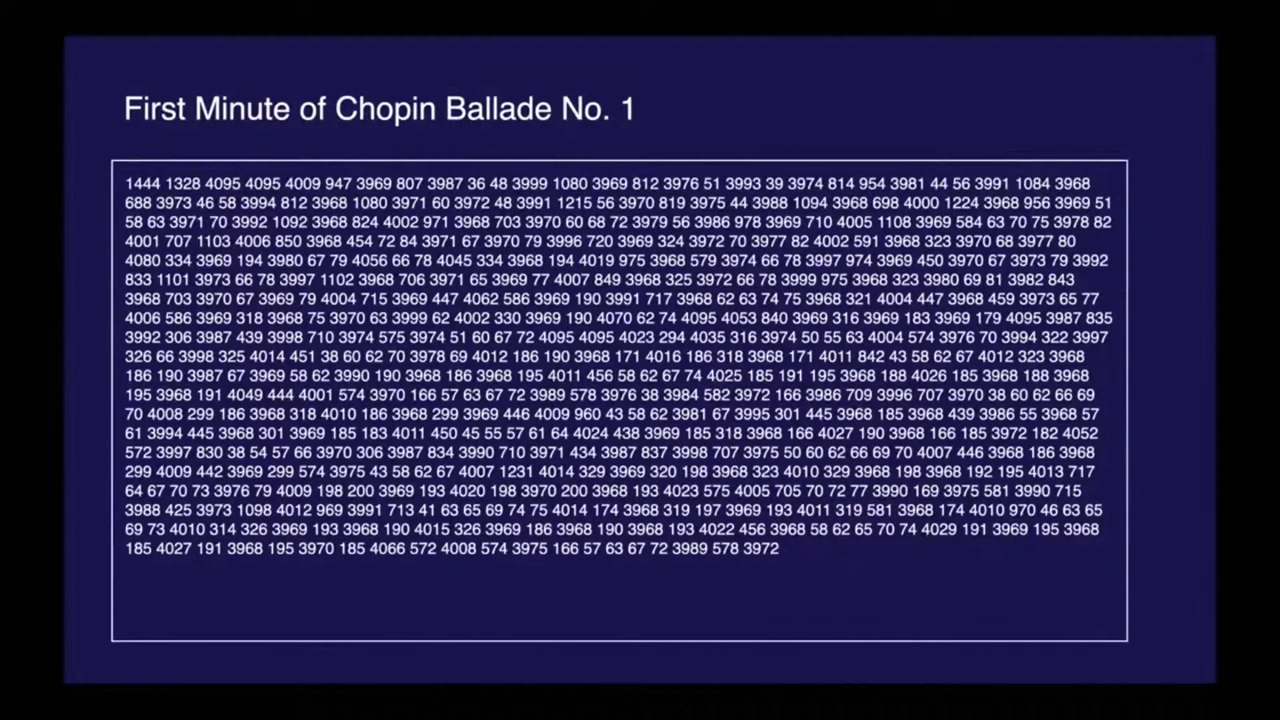 First Minute of Chopin Ballade No. 1
1444 1328 4095 4095 4009 947 3969 807 3987 36 48 3999 1080 3969 812 3976 51 3993 39 3974 814 954 3981 44 56 3991 1084 3968
688 3973 46 58 3994 812 3968 1080 3971 60 3972 48 3991 1215 56 3970 819 3975 44 3988 1094 3968 698 4000 1224 3968 956 3969 51
58 63 3971 70 3992 1092 3968 824 4002 971 3968 703 3970 60 68 72 3979 56 3986 978 3969 710 4005 1108 3969 584 63 70 75 3978 82
4001 707 1103 4006 850 3968 454 72 84 3971 67 3970 79 3996 720 3969 324 3972 70 3977 82 4002 591 3968 323 3970 68 3977 80
4080 334 3969 194 3980 67 79 4056 66 78 4045 334 3968 194 4019 975 3968 579 3974 66 78 3997 974 3969 450 3970 67 3973 79 3992
833 1101 3973 66 78 3997 1102 3968 706 3971 65 3969 77 4007 849 3968 325 3972 66 78 3999 975 3968 323 3980 69 81 3982 843
3968 703 3970 67 3969 79 4004 715 3969 447 4062 586 3969 190 3991 717 3968 62 63 74 75 3968 321 4004 447 3968 459 3973 65 77
4006 586 3969 318 3968 75 3970 63 3999 62 4002 330 3969 190 4070 62 74 4095 4053 840 3969 316 3969 183 3969 179 4095 3987 835
3992 306 3987 439 3998 710 3974 575 3974 51 60 67 72 4095 4095 4023 294 4035 316 3974 50 55 63 4004 574 3976 70 3994 322 3997
326 66 3998 325 4014 451 38 60 62 70 3978 69 4012 186 190 3968 171 4016 186 318 3968 171 4011 842 43 58 62 67 4012 323 3968
186 190 3987 67 3969 58 62 3990 190 3968 186 3968 195 4011 456 58 62 67 74 4025 185 191 195 3968 188 4026 185 3968 188 3968
195 3968 191 4049 444 4001 574 3970 166 57 63 67 72 3989 578 3976 38 3984 582 3972 166 3986 709 3996 707 3970 38 60 62 66 69
70 4008 299 186 3968 318 4010 186 3968 299 3969 446 4009 960 43 58 62 3981 67 3995 301 445 3968 185 3968 439 3986 55 3968 57
61 3994 445 3968 301 3969 185 183 4011 450 45 55 57 61 64 4024 438 3969 185 318 3968 166 4027 190 3968 166 185 3972 182 4052
572 3997 830 38 54 57 66 3970 306 3987 834 3990 710 3971 434 3987 837 3998 707 3975 50 60 62 66 69 70 4007 446 3968 186 3968
299 4009 442 3969 299 574 3975 43 58 62 67 4007 1231 4014 329 3969 320 198 3968 323 4010 329 3968 198 3968 192 195 4013 717
64 67 70 73 3976 79 4009 198 200 3969 193 4020 198 3970 200 3968 193 4023 575 4005 705 70 72 77 3990 169 3975 581 3990 715
3988 425 3973 1098 4012 969 3991 713 41 63 65 69 74 75 4014 174 3968 319 197 3969 193 4011 319 581 3968 174 4010 970 46 63 65
69 73 4010 314 326 3969 193 3968 190 4015 326 3969 186 3968 190 3968 193 4022 456 3968 58 62 65 70 74 4029 191 3969 195 3968
185 4027 191 3968 195 3970 185 4066 572 4008 574 3975 166 57 63 67 72 3989 578 3972